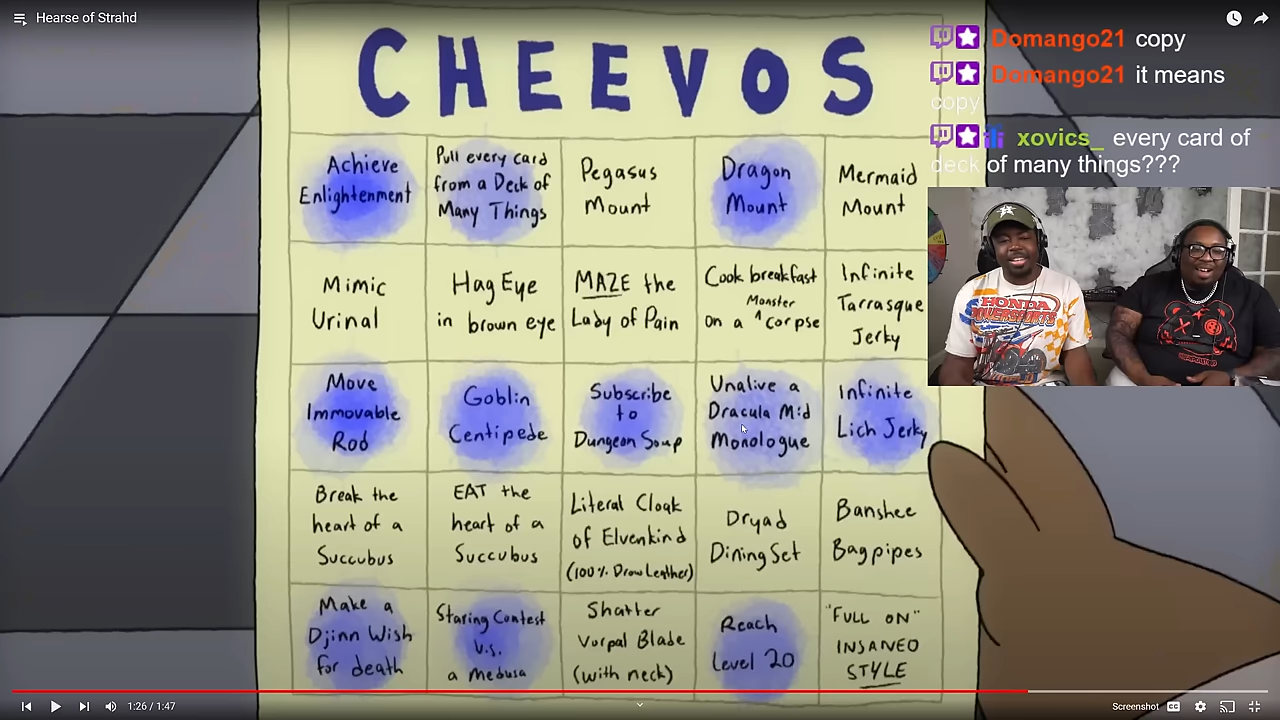 Hearse of Strahd
CHEEVOS
Achieve
Enlightenment
Pull every card
from a Deck of
Many Things
Pegasus
Mount
Dragon
Mount
Mermaid
Mount
Mimic
Urinal
Hag Eye
in brown eye
MAZE the
Lady of Pain
Cook breakfast
on a Monster corpse
Infinite
Tarrasque
Jerky
Move
Immovable
Rod
Goblin
Centipede
Subscribe
to
Dungeon Soup
Unalive a
Dracula Mid
Monologue
Infinite
Lich Jerky
Break the
heart of a
Succubus
EAT the
heart of a
Succubus
Literal Cloak
of Elvenkind
(100% Drow Leather)
Dryad
Dining Set
Banshee
Bagpipes
Make a
Djinn Wish
for death
Staring Contest
v.s.
a Medusa
Shatter
Vorpal Blade
(with neck)
Reach
Level 20
"FULL ON"
INSANEO
STYLE
Domango21 copy
Domango21 it means
copy
xovics_ every card of
deck of many things???
HONDA
POWERSPORTS
1:26 / 1:47
Screenshot
CC